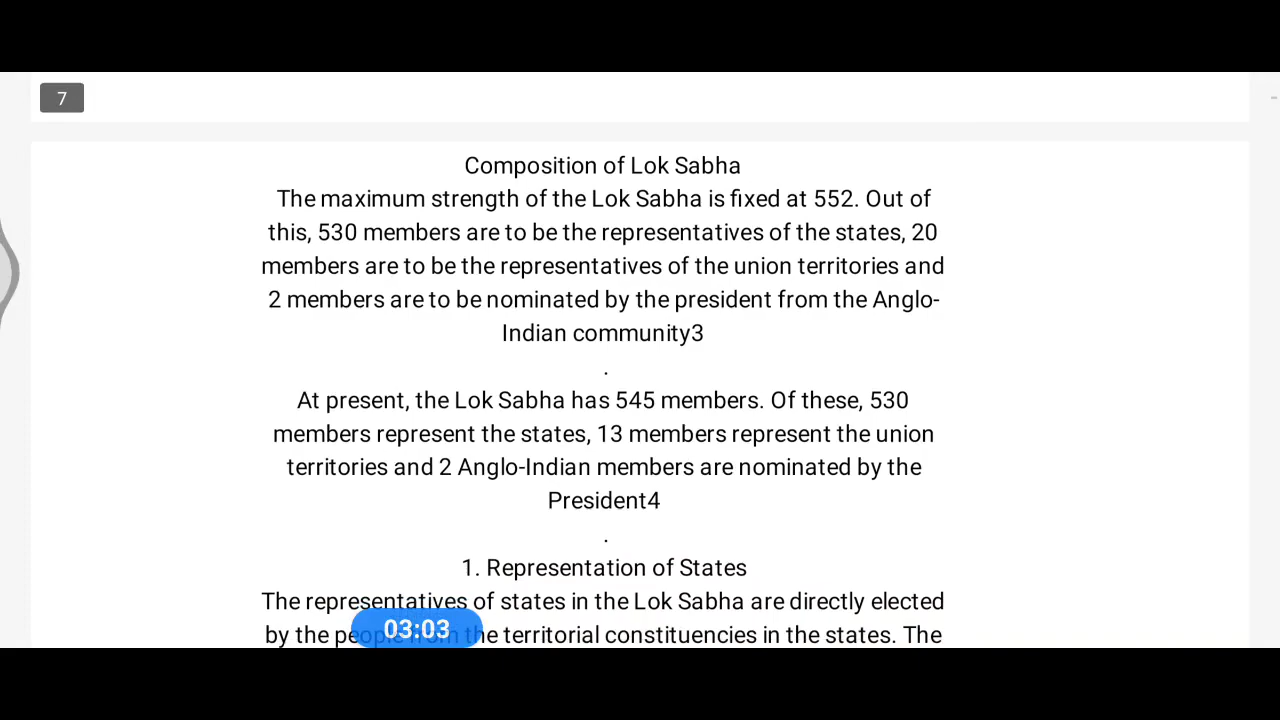 7
Composition of Lok Sabha
The maximum strength of the Lok Sabha is fixed at 552. Out of
this, 530 members are to be the representatives of the states, 20
members are to be the representatives of the union territories and
2 members are to be nominated by the president from the Anglo-
Indian community3
.
At present, the Lok Sabha has 545 members. Of these, 530
members represent the states, 13 members represent the union
territories and 2 Anglo-Indian members are nominated by the
President4
.
1. Representation of States
The representatives of states in the Lok Sabha are directly elected
by the people from the territorial constituencies in the states. The
03:03